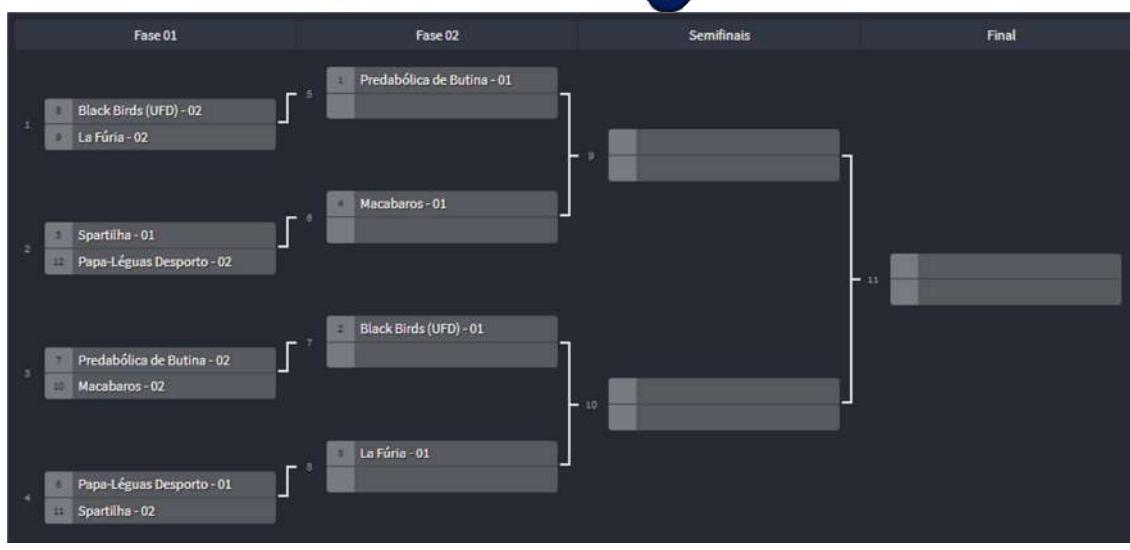 Fase 01
Fase 02
Semifinais
Final
1
8 Black Birds (UFD) - 02
9 La Fúria - 02
2
5 Spartilha - 01
12 Papa-Léguas Desporto - 02
3
7 Predabólica de Butina - 02
10 Macabaros - 02
4
6 Papa-Léguas Desporto - 01
11 Spartilha - 02
5
1 Predabólica de Butina - 01
6
4 Macabaros - 01
7
2 Black Birds (UFD) - 01
8
3 La Fúria - 01
9
10
11